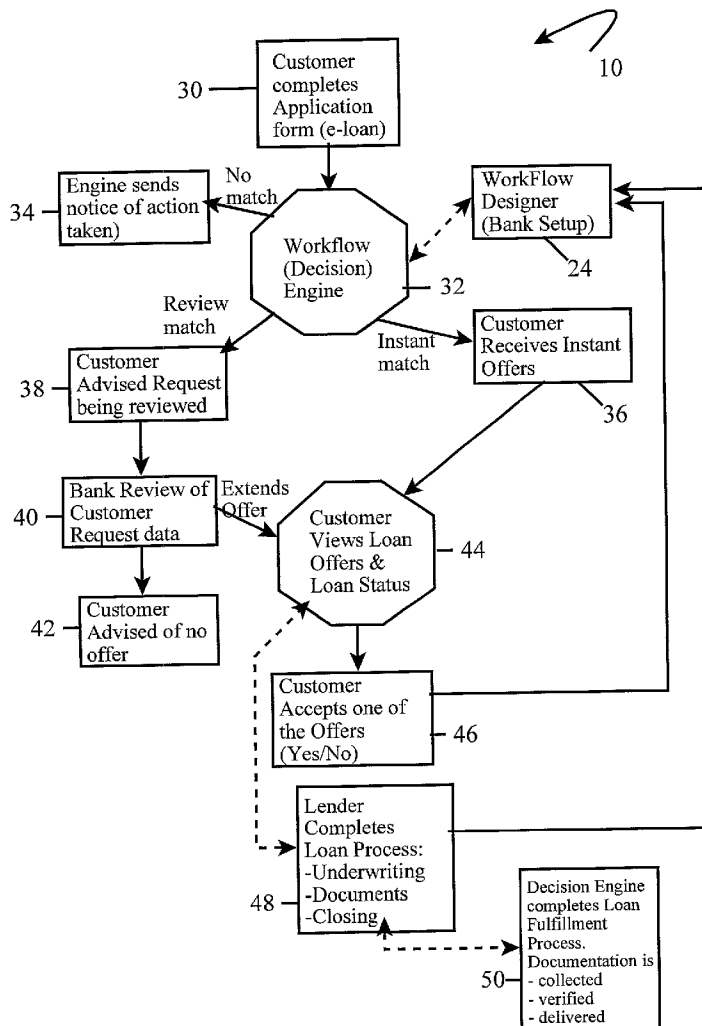 10
30
Customer
completes
Application
form (e-loan)
34
Engine sends
notice of action
taken)
No
match
Workflow
(Decision)
Engine
32
WorkFlow
Designer
(Bank Setup)
24
Review
match
Instant
match
Customer
Receives Instant
Offers
36
38
Customer
Advised Request
being reviewed
40
Bank Review of
Customer
Request data
Extends
Offer
Customer
Views Loan
Offers &
Loan Status
44
42
Customer
Advised of no
offer
Customer
Accepts one of
the Offers
(Yes/No)
46
Lender
Completes
Loan Process:
-Underwriting
-Documents
-Closing
48
Decision Engine
completes Loan
Fulfillment
Process.
Documentation is
- collected
- verified
- delivered
50